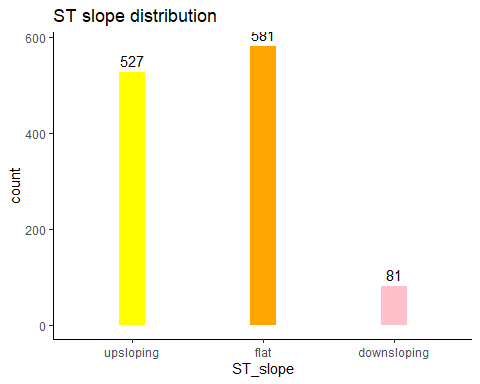 ST slope distribution
600
400
200
0
count
527
581
81
upsloping flat downsloping
ST_slope